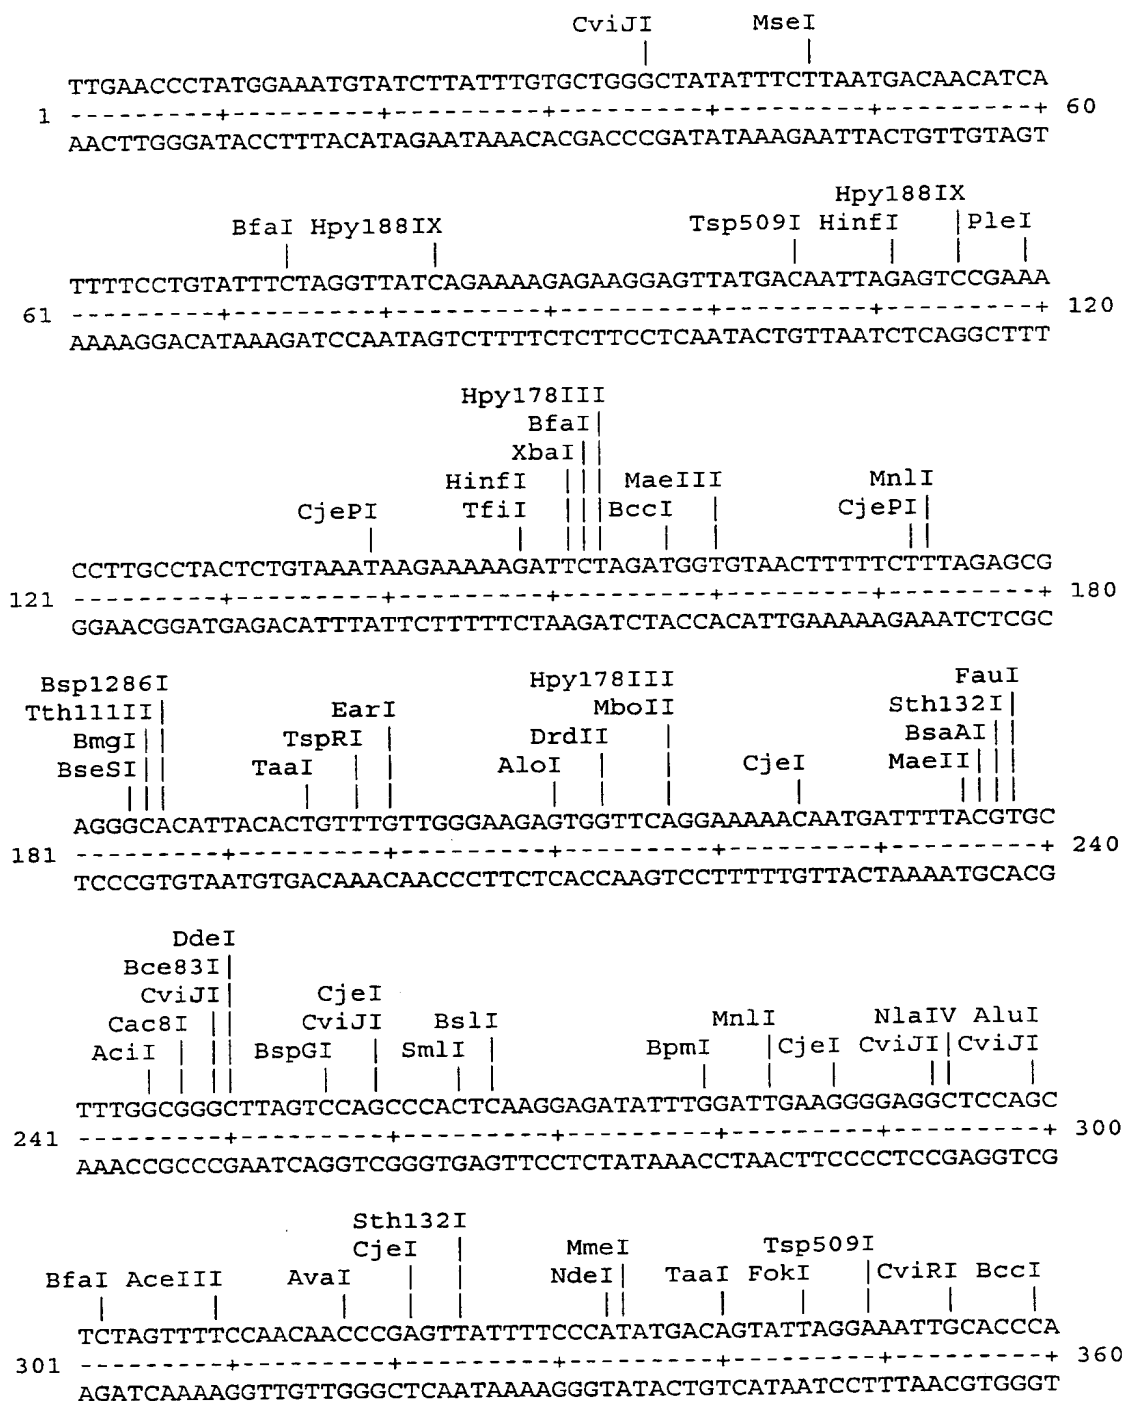 CviJI MseI
TTGAACCCTATGGAAATGTATCTTATTTGTGCTGGGCTATATTTCTTAATGACAACATCA
1 ---------+---------+---------+---------+---------+---------+ 60
AACTTGGGATACCTTTACATAGAATAAACACGACCCGATATAAAGAATTACTGTTGTAGT
Hpy188IX
BfaI Hpy188IX Tsp509I HinfI |PleI
TTTTCCTGTATTTCTAGGTTATCAGAAAAGAGAAGGAGTTATGACAATTAGAGTCCGAAA
61 ---------+---------+---------+---------+---------+---------+ 120
AAAAGGACATAAAGATCCAATAGTCTTTTCTCTTCCTCAATACTGTTAATCTCAGGCTTT
Hpy178III
BfaI|
XbaI||
HinfI ||| MaeIII MnlI
CjePI TfiI ||| BccI | CjePI|
CCTTGCCTACTCTGTAAATAAGAAAAAGATTCTAGATGGTGTAACTTTTTCTTTAGAGCG
121 ---------+---------+---------+---------+---------+---------+ 180
GGAACGGATGAGACATTTATTCTTTTTCTAAGATCTACCACATTGAAAAAGAAATCTCGC
Bsp1286I Hpy178III FauI
Tth111II| EarI MboII Sth132I|
BmgI|| TspRI | DrdII | BsaAI||
BseSI|| TaaI | | AloI | | CjeI MaeII|||
AGGGCACATTACACTGTTTGTTGGGAAGAGTGGTTCAGGAAAAACAATGATTTTACGTGC
181 ---------+---------+---------+---------+---------+---------+ 240
TCCCGTGTAATGTGACAAACAACCCTTCTCACCAAGTCCTTTTTGTTACTAAAATGCACG
DdeI
Bce83I|
CviJI| CjeI
Cac8I || CviJI BslI MnlI NlaIV AluI
AciI | || BspGI | SmlI | BpmI |CjeI CviJI|CviJI
TTTGGCGGGCTTAGTCCAGCCCACTCAAGGAGATATTTGGATTGAAGGGGAGGCTCCAGC
241 ---------+---------+---------+---------+---------+---------+ 300
AAACCGCCCGAATCAGGTCGGGTGAGTTCCTCTATAAACCTAACTTCCCCTCCGAGGTCG
Sth132I
CjeI | MmeI Tsp509I
BfaI AceIII AvaI | | NdeI| TaaI FokI |CviRI BccI
TCTAGTTTTCCAACAACCCGAGTTATTTTCCCATATGACAGTATTAGGAAATTGCACCCA
301 ---------+---------+---------+---------+---------+---------+ 360
AGATCAAAAGGTTGTTGGGCTCAATAAAAGGGTATACTGTCATAATCCTTTAACGTGGGT